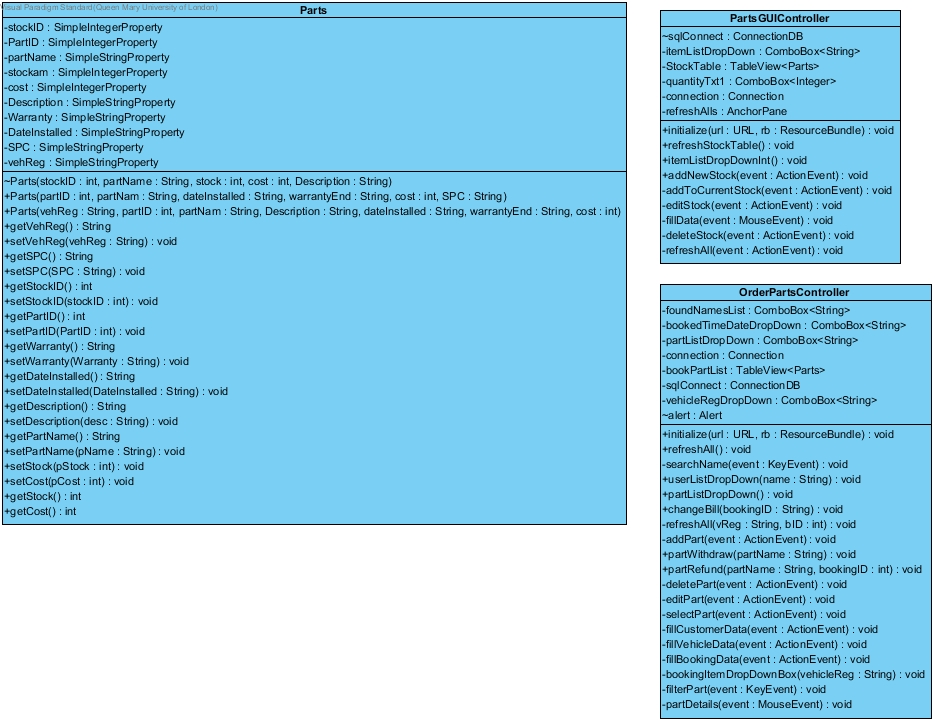 Visual Paradigm Standard(Queen Mary University of London)
Parts
-stockID : SimpleIntegerProperty
-PartID : SimpleIntegerProperty
-partName : SimpleStringProperty
-stockam : SimpleIntegerProperty
-cost : SimpleIntegerProperty
-Description : SimpleStringProperty
-Warranty : SimpleStringProperty
-DateInstalled : SimpleStringProperty
-SPC : SimpleStringProperty
-vehReg : SimpleStringProperty
~Parts(stockID : int, partName : String, stock : int, cost : int, Description : String)
+Parts(partID : int, partNam : String, dateInstalled : String, warrantyEnd : String, cost : int, SPC : String)
+Parts(vehReg : String, partID : int, partNam : String, Description : String, dateInstalled : String, warrantyEnd : String, cost : int)
+getVehReg() : String
+setVehReg(vehReg : String) : void
+getSPC() : String
+setSPC(SPC : String) : void
+getStockID() : int
+setStockID(stockID : int) : void
+getPartID() : int
+setPartID(PartID : int) : void
+getWarranty() : String
+setWarranty(Warranty : String) : void
+getDateInstalled() : String
+setDateInstalled(DateInstalled : String) : void
+getDescription() : String
+setDescription(desc : String) : void
+getPartName() : String
+setPartName(pName : String) : void
+setStock(pStock : int) : void
+setCost(pCost : int) : void
+getStock() : int
+getCost() : int
PartsGUIController
~sqlConnect : ConnectionDB
-itemListDropDown : ComboBox<String>
-StockTable : TableView<Parts>
-quantityTxt1 : ComboBox<Integer>
-connection : Connection
-refreshAlls : AnchorPane
+initialize(url : URL, rb : ResourceBundle) : void
+refreshStockTable() : void
+itemListDropDownInt() : void
+addNewStock(event : ActionEvent) : void
-addToCurrentStock(event : ActionEvent) : void
-editStock(event : ActionEvent) : void
-fillData(event : MouseEvent) : void
-deleteStock(event : ActionEvent) : void
-refreshAll(event : ActionEvent) : void
OrderPartsController
-foundNamesList : ComboBox<String>
-bookedTimeDateDropDown : ComboBox<String>
-partListDropDown : ComboBox<String>
-connection : Connection
-bookPartList : TableView<Parts>
-sqlConnect : ConnectionDB
-vehicleRegDropDown : ComboBox<String>
~alert : Alert
+initialize(url : URL, rb : ResourceBundle) : void
+refreshAll() : void
-searchName(event : KeyEvent) : void
+userListDropDown(name : String) : void
+partListDropDown() : void
+changeBill(bookingID : String) : void
-refreshAll(vReg : String, bID : int) : void
-addPart(event : ActionEvent) : void
+partWithdraw(partName : String) : void
+partRefund(partName : String, bookingID : int) : void
-deletePart(event : ActionEvent) : void
-editPart(event : ActionEvent) : void
-selectPart(event : ActionEvent) : void
-fillCustomerData(event : ActionEvent) : void
-fillVehicleData(event : ActionEvent) : void
-fillBookingData(event : ActionEvent) : void
-bookingItemDropDownBox(vehicleReg : String) : void
-filterPart(event : KeyEvent) : void
-partDetails(event : MouseEvent) : void